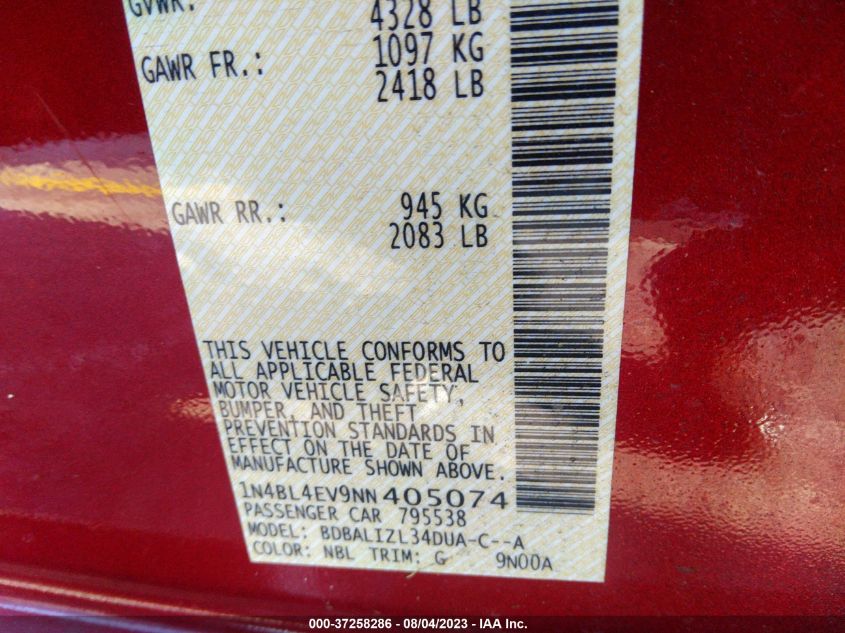 GVWR:
4328 LB
GAWR FR.:
1097 KG
2418 LB
GAWR RR.:
945 KG
2083 LB
THIS VEHICLE CONFORMS TO
ALL APPLICABLE FEDERAL
MOTOR VEHICLE SAFETY,
BUMPER, AND THEFT
PREVENTION STANDARDS IN
EFFECT ON THE DATE OF
MANUFACTURE SHOWN ABOVE.
1N4BL4EV9NN405074
PASSENGER CAR 795538
MODEL: BDBALIZL34DUA-C--A
COLOR: NBL TRIM: G 9N00A
000-37258286 - 08/04/2023 - IAA Inc.